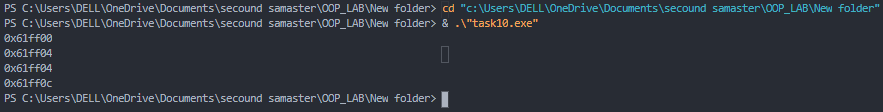 PS C:\Users\DELL\OneDrive\Documents\secound samaster\OOP_LAB\New folder> cd "c:\Users\DELL\OneDrive\Documents\secound samaster\OOP_LAB\New folder"
PS C:\Users\DELL\OneDrive\Documents\secound samaster\OOP_LAB\New folder> & .\"task10.exe"
0x61ff00
0x61ff04
0x61ff04
0x61ff0c
PS C:\Users\DELL\OneDrive\Documents\secound samaster\OOP_LAB\New folder>